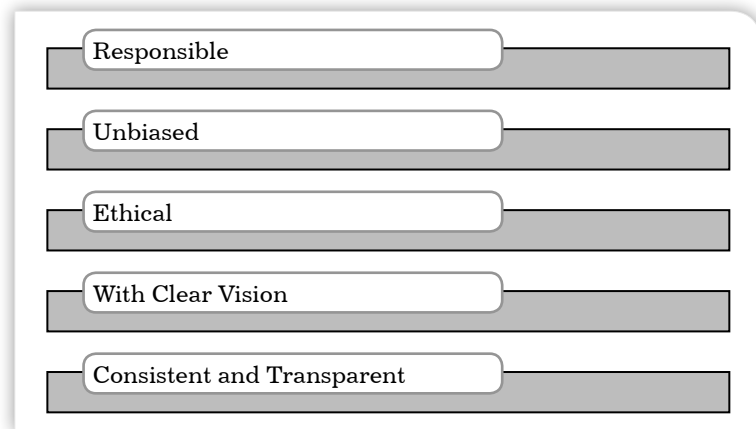 Responsible
Unbiased
Ethical
With Clear Vision
Consistent and Transparent